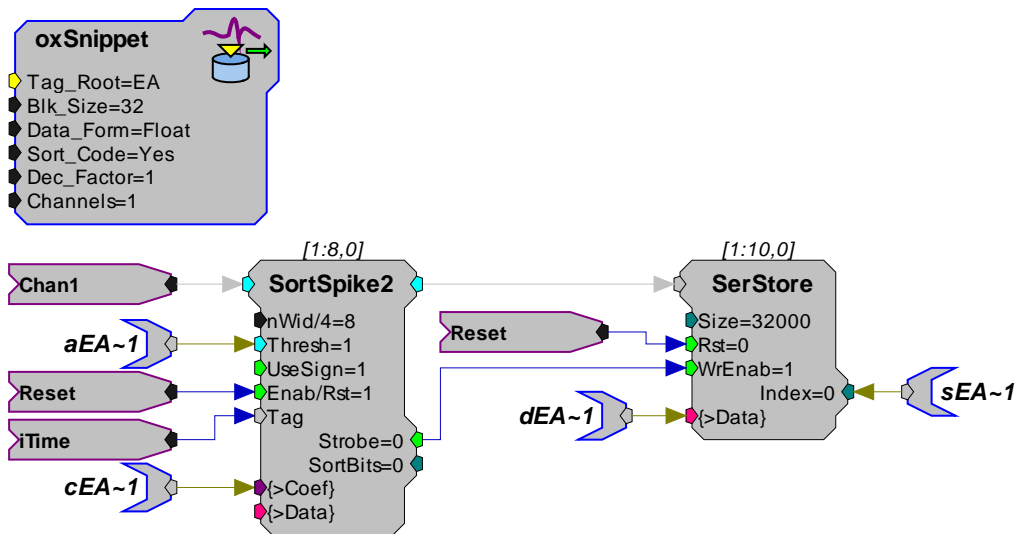 oxSnippet
Tag_Root=EA
Blk_Size=32
Data_Form=Float
Sort_Code=Yes
Dec_Factor=1
Channels=1
[1:8,0]
SortSpike2
Chan1
nWid/4=8
aEA~1
Thresh=1
UseSign=1
Reset
Enab/Rst=1
iTime
Tag
Strobe=0
SortBits=0
cEA~1
{>Coef}
{>Data}
[1:10,0]
SerStore
Size=32000
Reset
Rst=0
WrEnab=1
Index=0
sEA~1
dEA~1
{>Data}